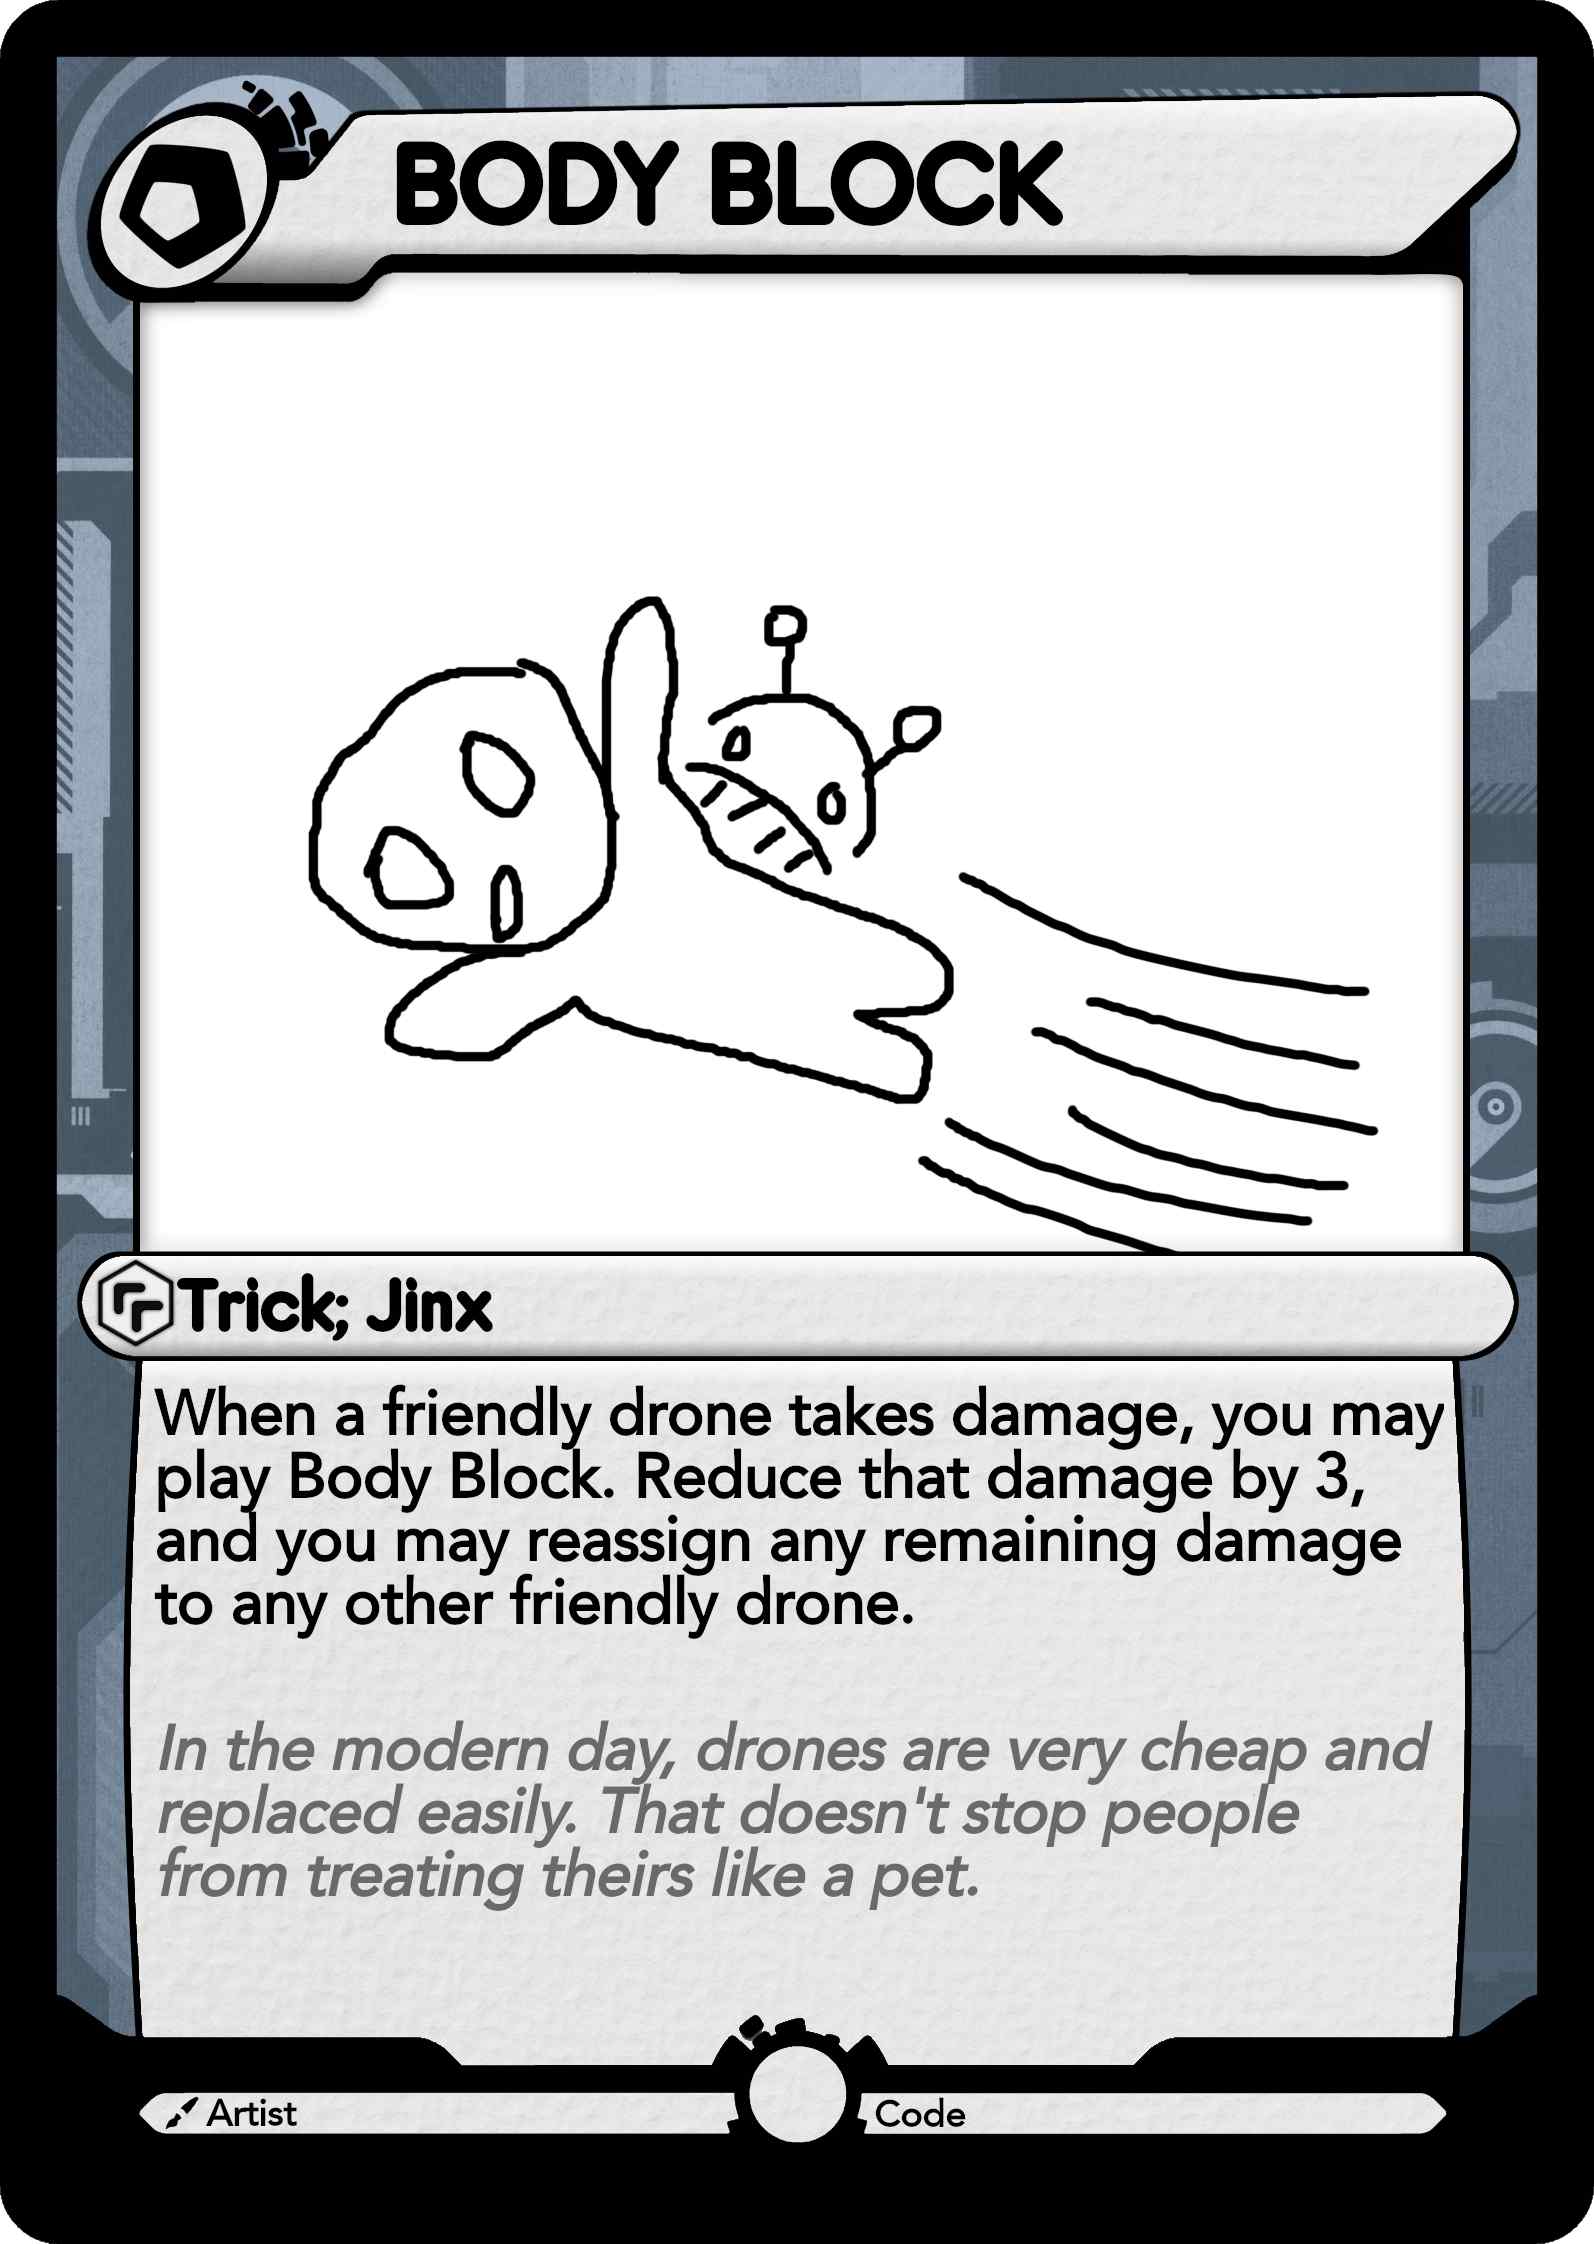 BODY BLOCK
Trick; Jinx
When a friendly drone takes damage, you may
play Body Block. Reduce that damage by 3,
and you may reassign any remaining damage
to any other friendly drone.
In the modern day, drones are very cheap and
replaced easily. That doesn't stop people
from treating theirs like a pet.
Artist
Code